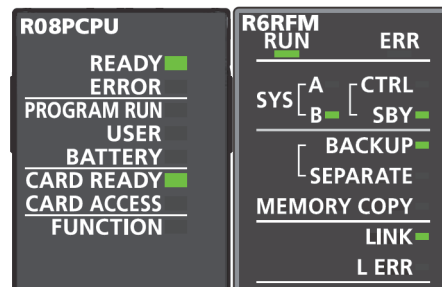 R08PCPU
READY
ERROR
PROGRAM RUN
USER
BATTERY
CARD READY
CARD ACCESS
FUNCTION
R6RFM
RUN ERR
SYS A CTRL
B SBY
BACKUP
SEPARATE
MEMORY COPY
LINK
L ERR